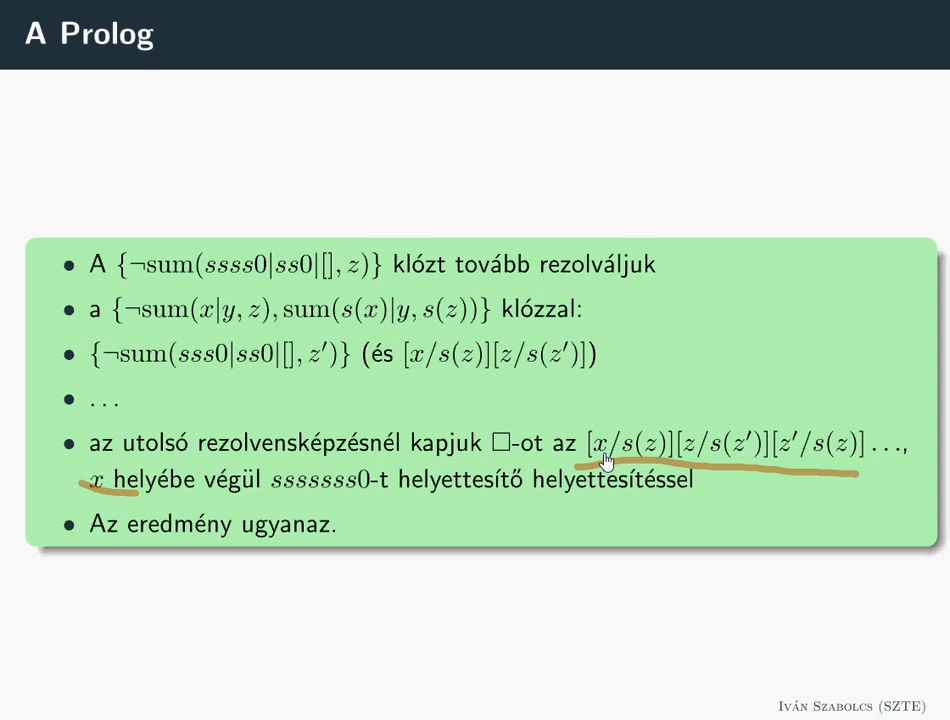 A Prolog
• A {¬sum(ssss0|ss0|[], z)} klózt tovább rezolváljuk
• a {¬sum(x|y, z), sum(s(x)|y, s(z))} klózzal:
• {¬sum(sss0|ss0|[], z′)} (és [x/s(z)][z/s(z′)])
• ...
• az utolsó rezolvensképzésnél kapjuk □-ot az [x/s(z)][z/s(z′)][z′/s(z)]...,
x helyébe végül sssssss0-t helyettesítő helyettesítéssel
• Az eredmény ugyanaz.
Iván Szabolcs (SZTE)